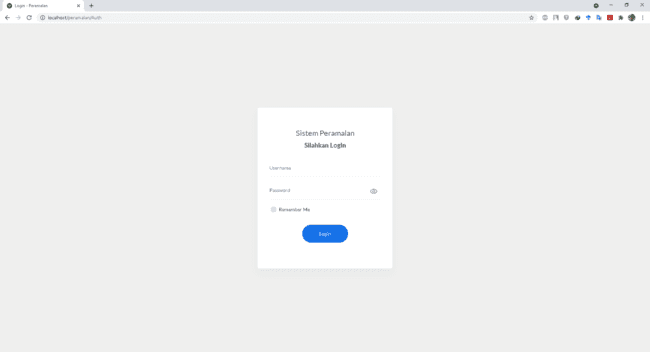 Login - Peramalan
localhost/peramalan/Auth
Sistem Peramalan
Silahkan Login
Username
Password
Remember Me
Login